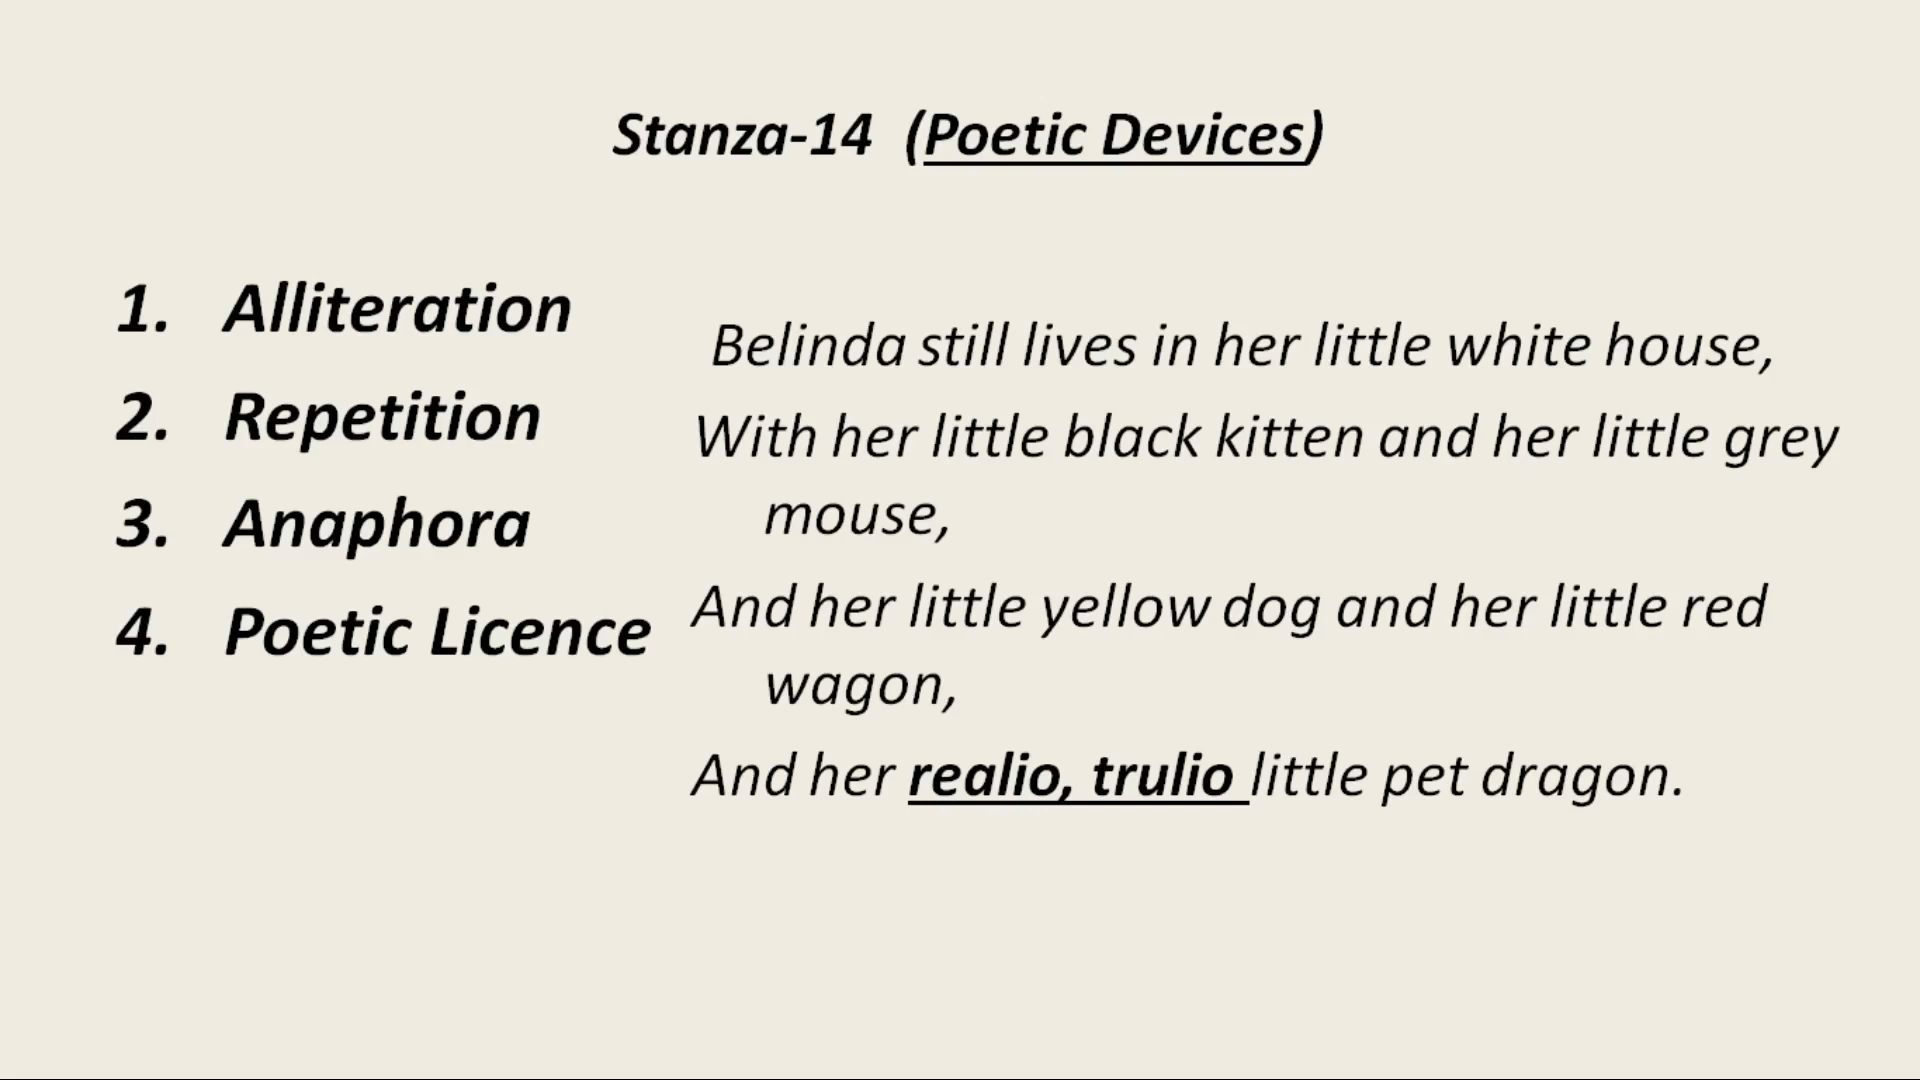 Stanza-14 (Poetic Devices)
1. Alliteration
2. Repetition
3. Anaphora
4. Poetic Licence
Belinda still lives in her little white house,
With her little black kitten and her little grey
mouse,
And her little yellow dog and her little red
wagon,
And her realio, trulio little pet dragon.